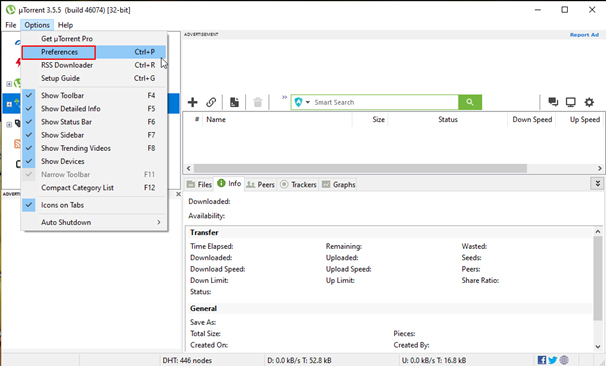 µTorrent 3.5.5 (build 46074) [32-bit]
File Options Help
Get µTorrent Pro
Preferences Ctrl+P
RSS Downloader Ctrl+R
Setup Guide Ctrl+G
Show Toolbar F4
Show Detailed Info F5
Show Status Bar F6
Show Sidebar F7
Show Trending Videos F8
Show Devices
Narrow Toolbar F11
Compact Category List F12
Icons on Tabs
Auto Shutdown
ADVERTISEMENT Report Ad
Smart Search
# Name Size Status Down Speed Up Speed
ADVERT
Files Info Peers Trackers Graphs
Downloaded:
Availability:
Transfer
Time Elapsed: Remaining: Wasted:
Downloaded: Uploaded: Seeds:
Download Speed: Upload Speed: Peers:
Down Limit: Up Limit: Share Ratio:
Status:
General
Save As:
Total Size: Pieces:
Created On: Created By:
DHT: 446 nodes D: 0.0 kB/s T: 52.8 kB U: 0.0 kB/s T: 16.8 kB